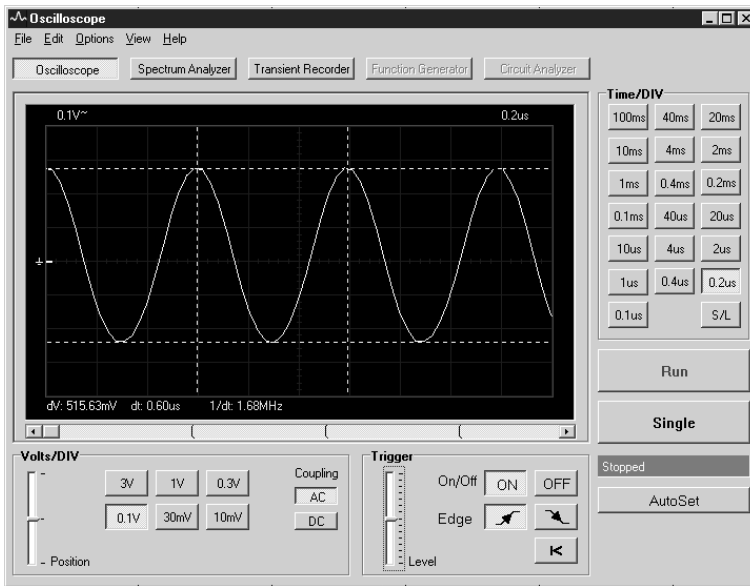 Oscilloscope
File Edit Options View Help
Oscilloscope Spectrum Analyzer Transient Recorder Function Generator Circuit Analyzer
0.1V~ 0.2us
dV: 515.63mV dt: 0.60us 1/dt: 1.68MHz
Time/DIV
100ms 40ms 20ms
10ms 4ms 2ms
1ms 0.4ms 0.2ms
0.1ms 40us 20us
10us 4us 2us
1us 0.4us 0.2us
0.1us S/L
Run
Single
Stopped
AutoSet
Volts/DIV
3V 1V 0.3V
0.1V 30mV 10mV
Position
Coupling
AC
DC
Trigger
On/Off ON OFF
Edge
Level